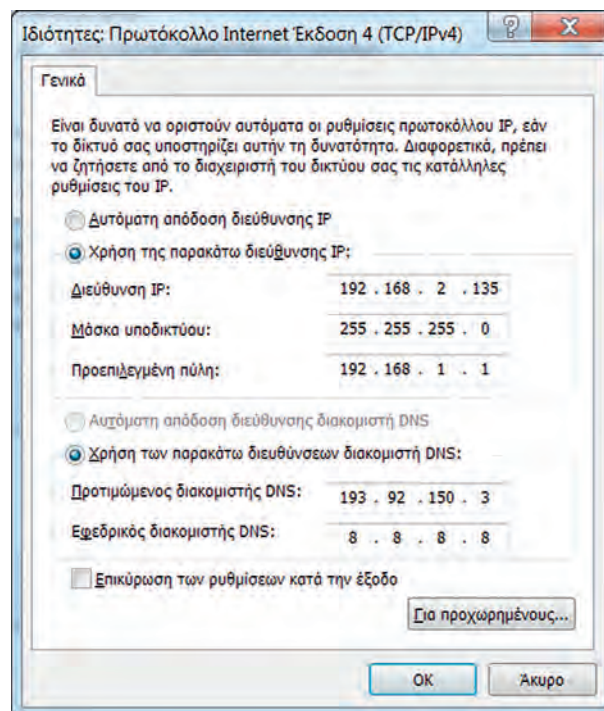 Ιδιότητες: Πρωτόκολλο Internet Έκδοση 4 (TCP/IPv4)
Γενικά
Είναι δυνατό να οριστούν αυτόματα οι ρυθμίσεις πρωτοκόλλου IP, εάν
το δίκτυό σας υποστηρίζει αυτήν τη δυνατότητα. Διαφορετικά, πρέπει
να ζητήσετε από το διαχειριστή του δικτύου σας τις κατάλληλες
ρυθμίσεις του IP.
Αυτόματη απόδοση διεύθυνσης IP
Χρήση της παρακάτω διεύθυνσης IP:
Διεύθυνση IP: 192 . 168 . 2 . 135
Μάσκα υποδικτύου: 255 . 255 . 255 . 0
Προεπιλεγμένη πύλη: 192 . 168 . 1 . 1
Αυτόματη απόδοση διεύθυνσης διακομιστή DNS
Χρήση των παρακάτω διευθύνσεων διακομιστή DNS:
Προτιμώμενος διακομιστής DNS: 193 . 92 . 150 . 3
Εφεδρικός διακομιστής DNS: 8 . 8 . 8 . 8
Επικύρωση των ρυθμίσεων κατά την έξοδο
Για προχωρημένους...
OK Άκυρο